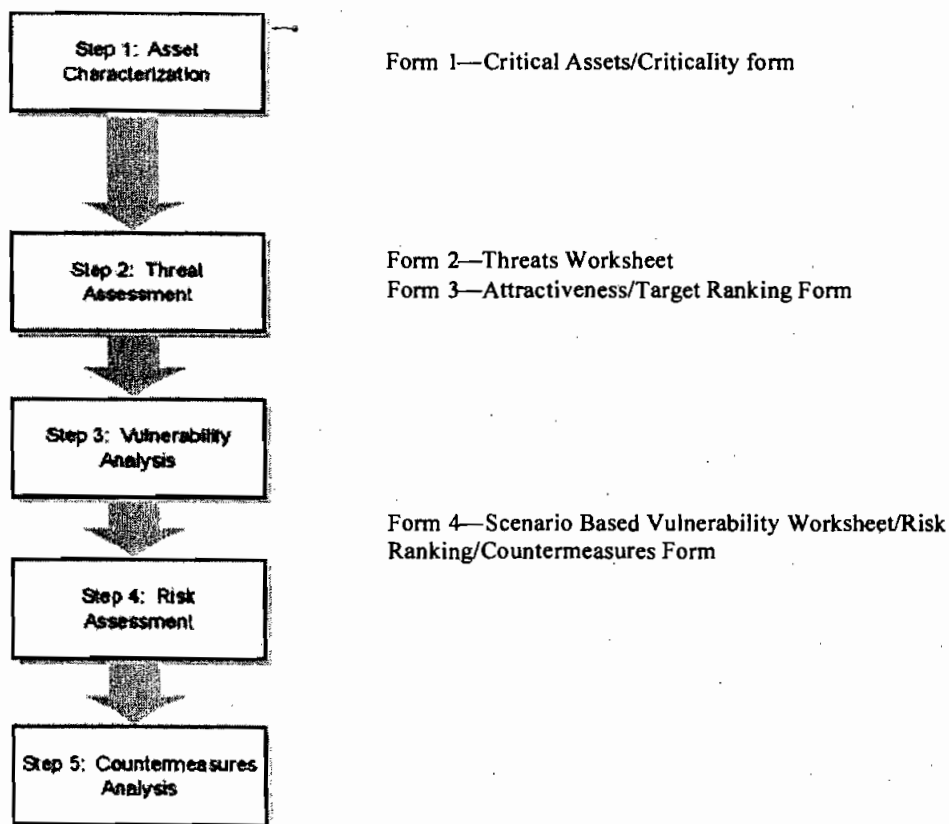 Step 1: Asset
Characterization
Form 1—Critical Assets/Criticality form
Step 2: Threat
Assessment
Form 2—Threats Worksheet
Form 3—Attractiveness/Target Ranking Form
Step 3: Vulnerability
Analysis
Form 4—Scenario Based Vulnerability Worksheet/Risk
Ranking/Countermeasures Form
Step 4: Risk
Assessment
Step 5: Countermeasures
Analysis